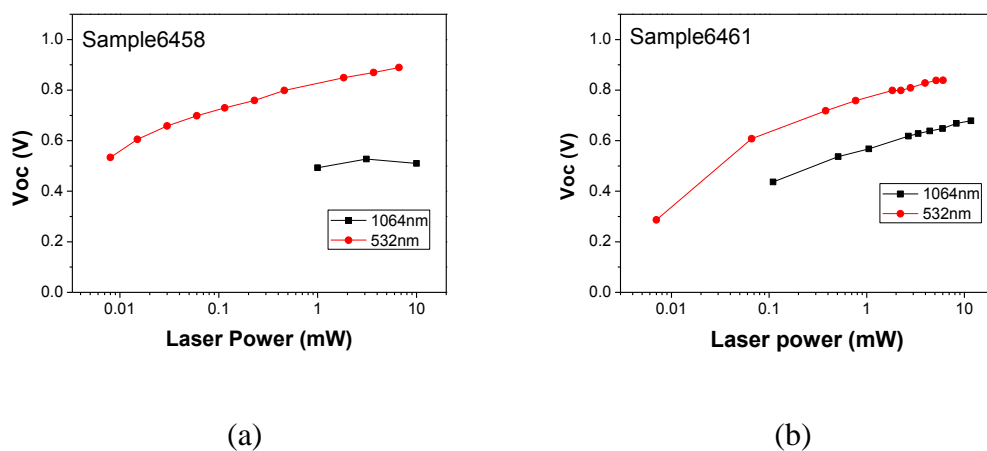 Sample6458
Voc (V)
1.0
0.8
0.6
0.4
0.2
0.0
0.01 0.1 1 10
Laser Power (mW)
1064nm
532nm
(a)
Sample6461
Voc (V)
1.0
0.8
0.6
0.4
0.2
0.0
0.01 0.1 1 10
Laser power (mW)
1064nm
532nm
(b)